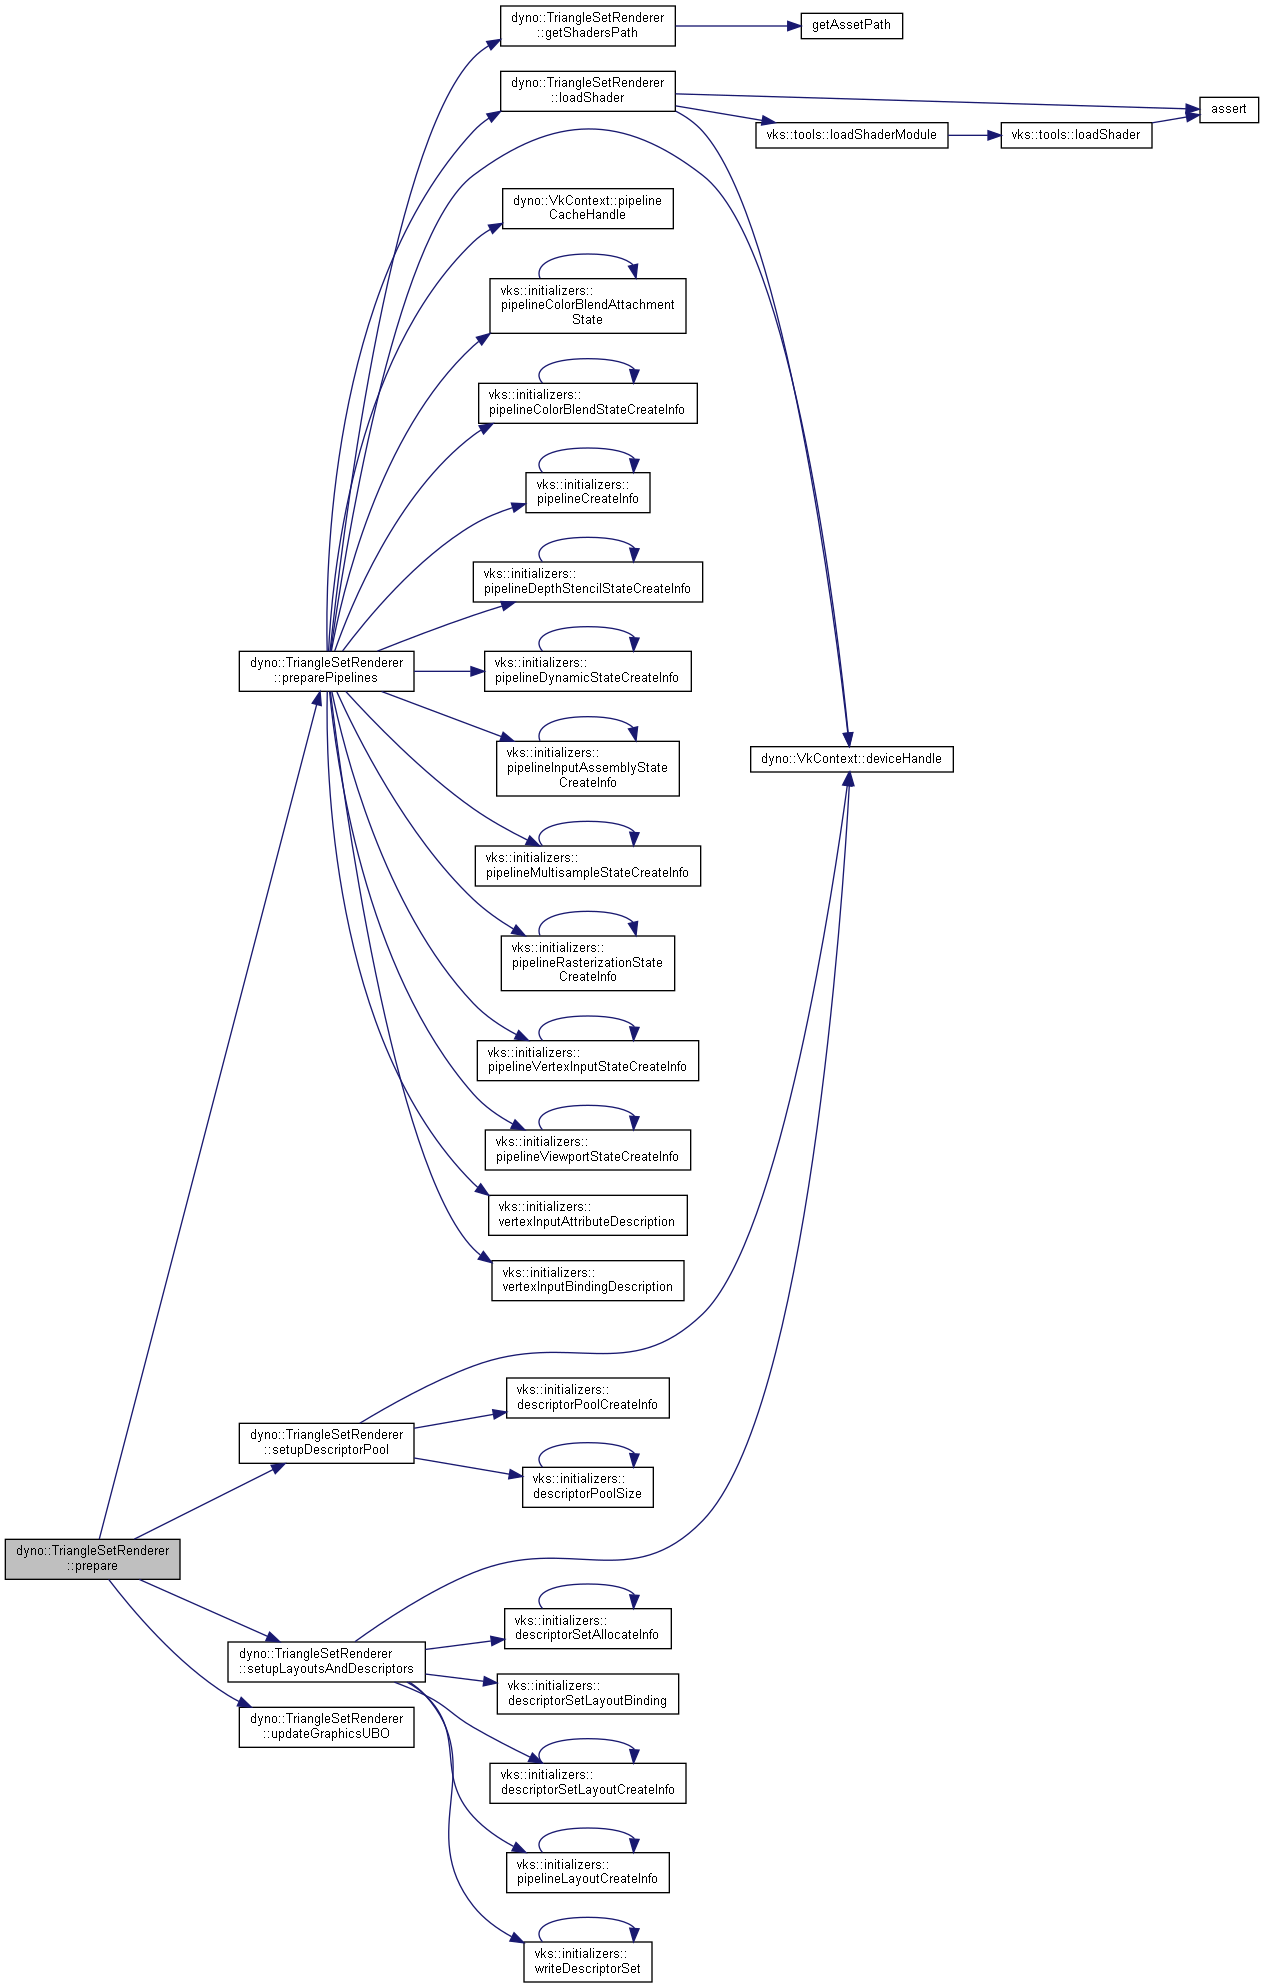 dyno::TriangleSetRenderer
::getShadersPath
getAssetPath
dyno::TriangleSetRenderer
::loadShader
assert
vks::tools::loadShaderModule
vks::tools::loadShader
dyno::VkContext::pipeline
CacheHandle
vks::initializers::
pipelineColorBlendAttachment
State
vks::initializers::
pipelineColorBlendStateCreateInfo
vks::initializers::
pipelineCreateInfo
vks::initializers::
pipelineDepthStencilStateCreateInfo
dyno::TriangleSetRenderer
::preparePipelines
vks::initializers::
pipelineDynamicStateCreateInfo
vks::initializers::
pipelineInputAssemblyState
CreateInfo
dyno::VkContext::deviceHandle
vks::initializers::
pipelineMultisampleStateCreateInfo
vks::initializers::
pipelineRasterizationState
CreateInfo
vks::initializers::
pipelineVertexInputStateCreateInfo
vks::initializers::
pipelineViewportStateCreateInfo
vks::initializers::
vertexInputAttributeDescription
vks::initializers::
vertexInputBindingDescription
vks::initializers::
descriptorPoolCreateInfo
dyno::TriangleSetRenderer
::setupDescriptorPool
vks::initializers::
descriptorPoolSize
dyno::TriangleSetRenderer
::prepare
vks::initializers::
descriptorSetAllocateInfo
dyno::TriangleSetRenderer
::setupLayoutsAndDescriptors
vks::initializers::
descriptorSetLayoutBinding
dyno::TriangleSetRenderer
::updateGraphicsUBO
vks::initializers::
descriptorSetLayoutCreateInfo
vks::initializers::
pipelineLayoutCreateInfo
vks::initializers::
writeDescriptorSet